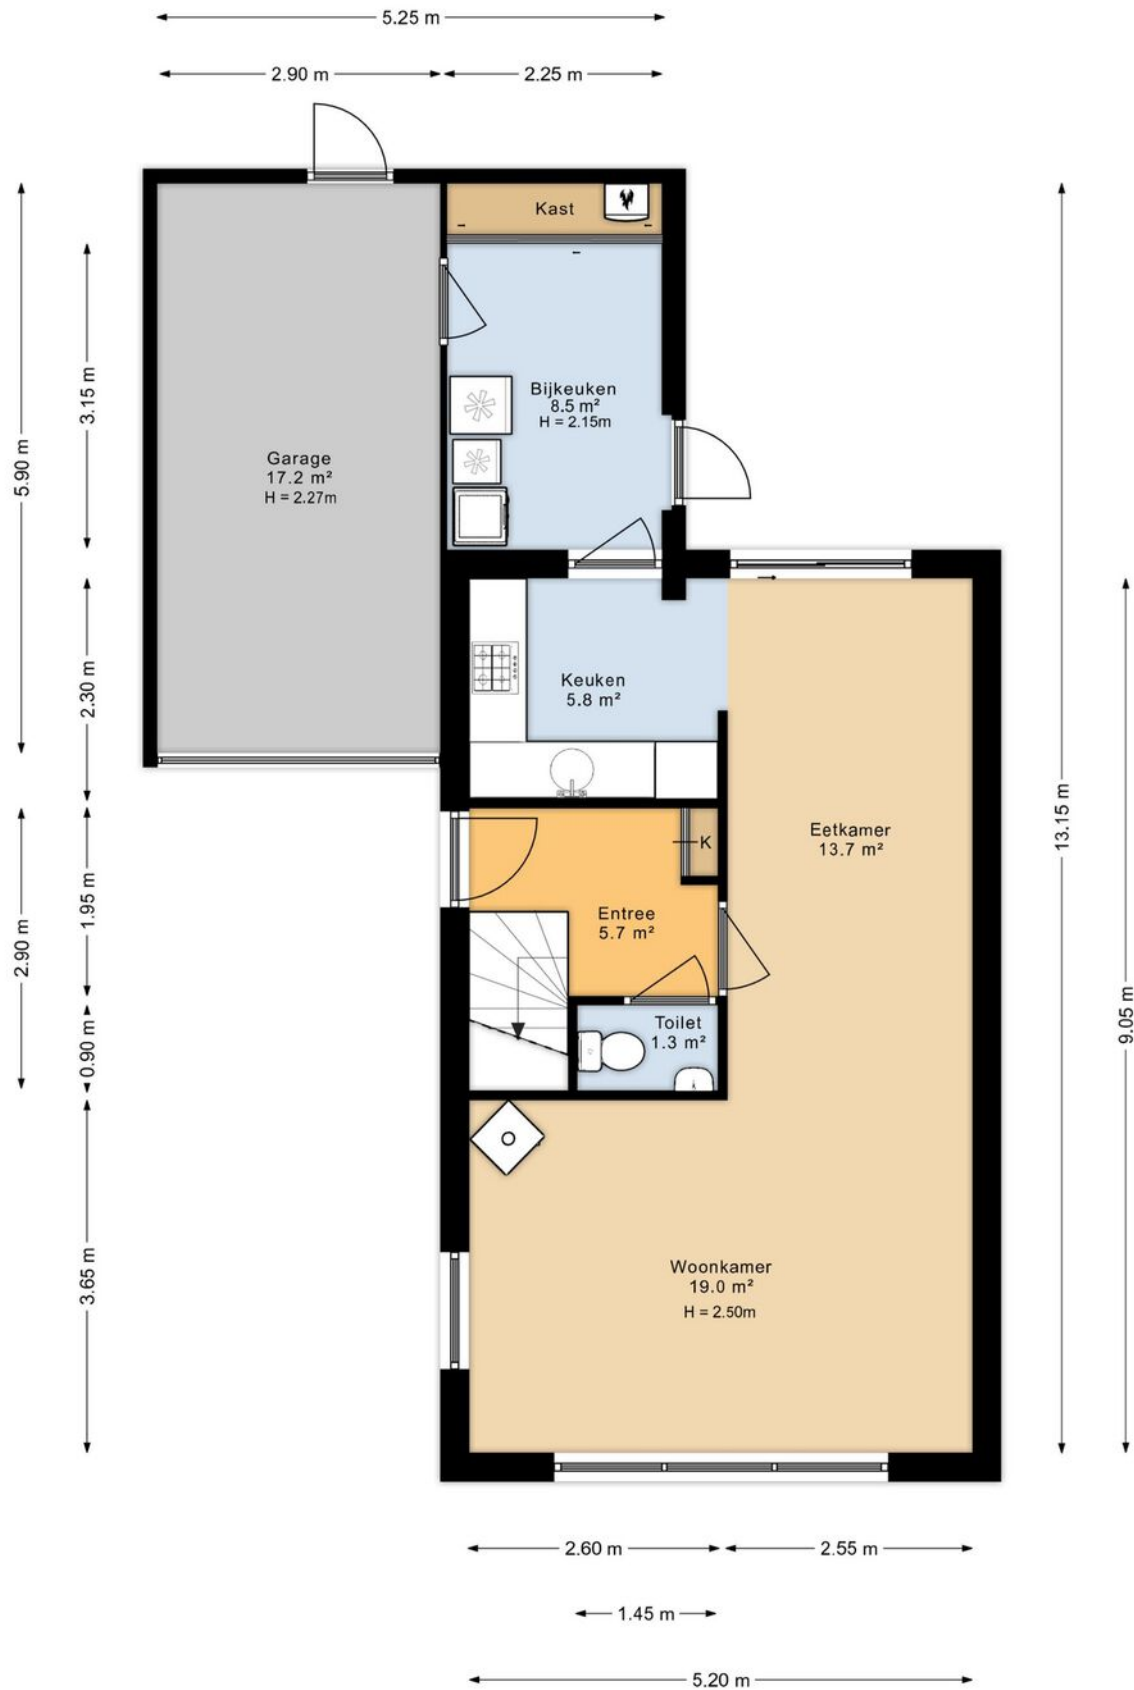 5.25 m
2.90 m
2.25 m
Kast
3.15 m
5.90 m
Bijkeuken
8.5 m²
H = 2.15m
Garage
17.2 m²
H = 2.27m
2.30 m
Keuken
5.8 m²
13.15 m
Eetkamer
13.7 m²
K
1.95 m
2.90 m
Entree
5.7 m²
9.05 m
0.90 m
Toilet
1.3 m²
3.65 m
Woonkamer
19.0 m²
H = 2.50m
2.60 m
2.55 m
1.45 m
5.20 m